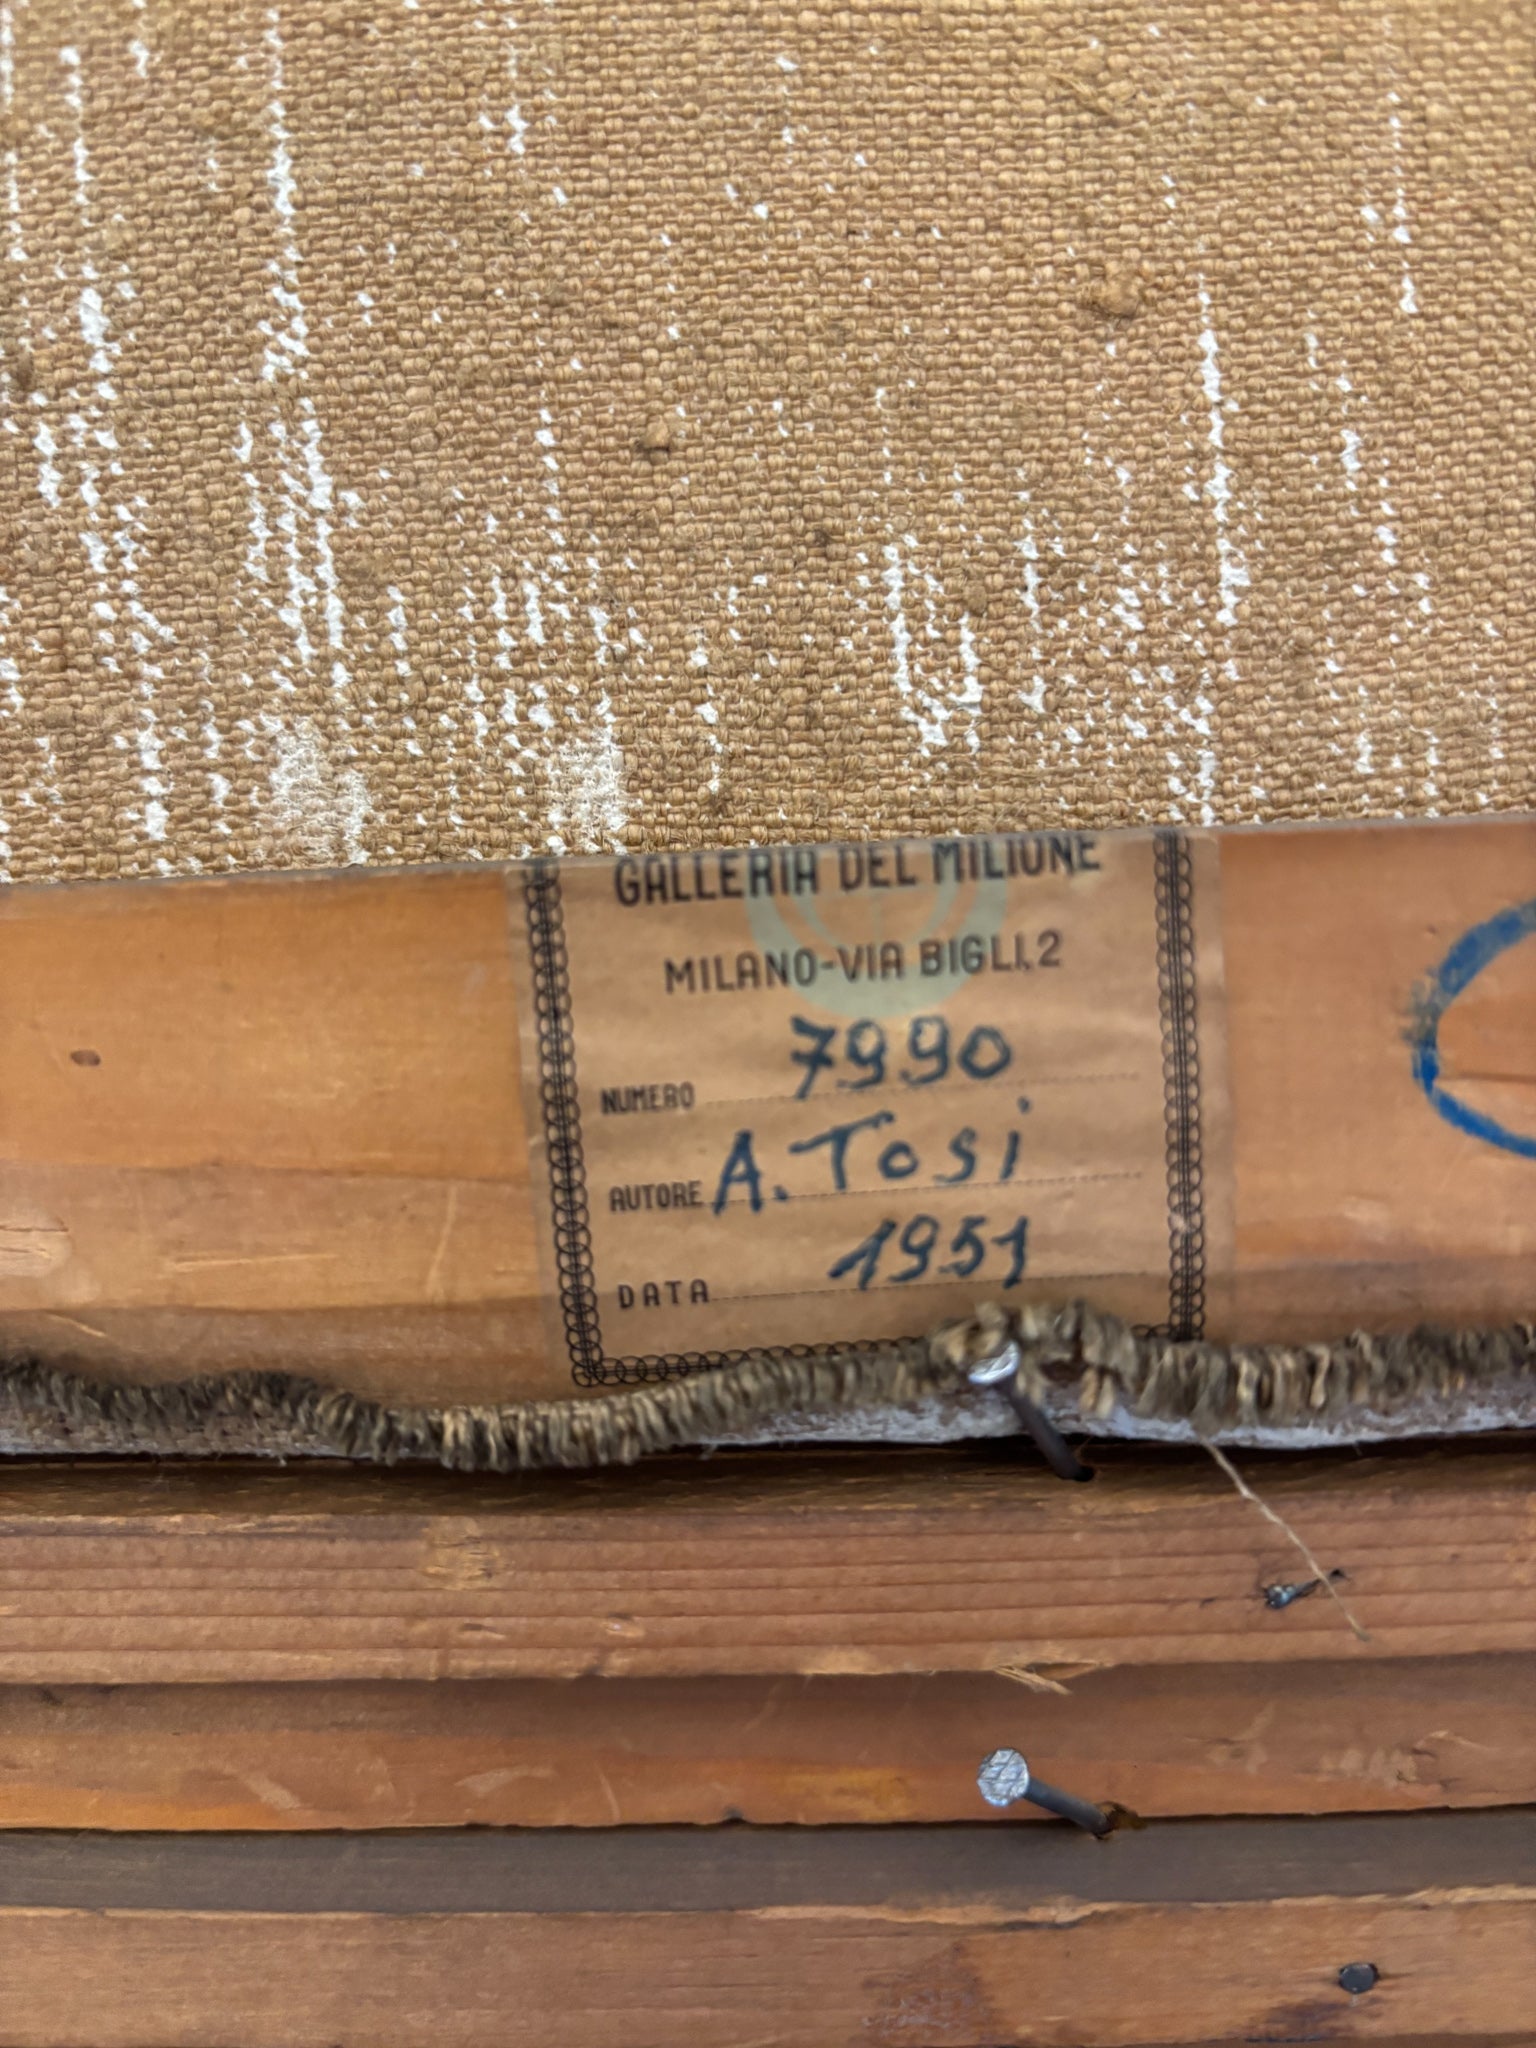 GALLERIA DEL MILIONE
MILANO-VIA BIGLI,2
NUMERO 7990
AUTORE A. Tosi
DATA 1951